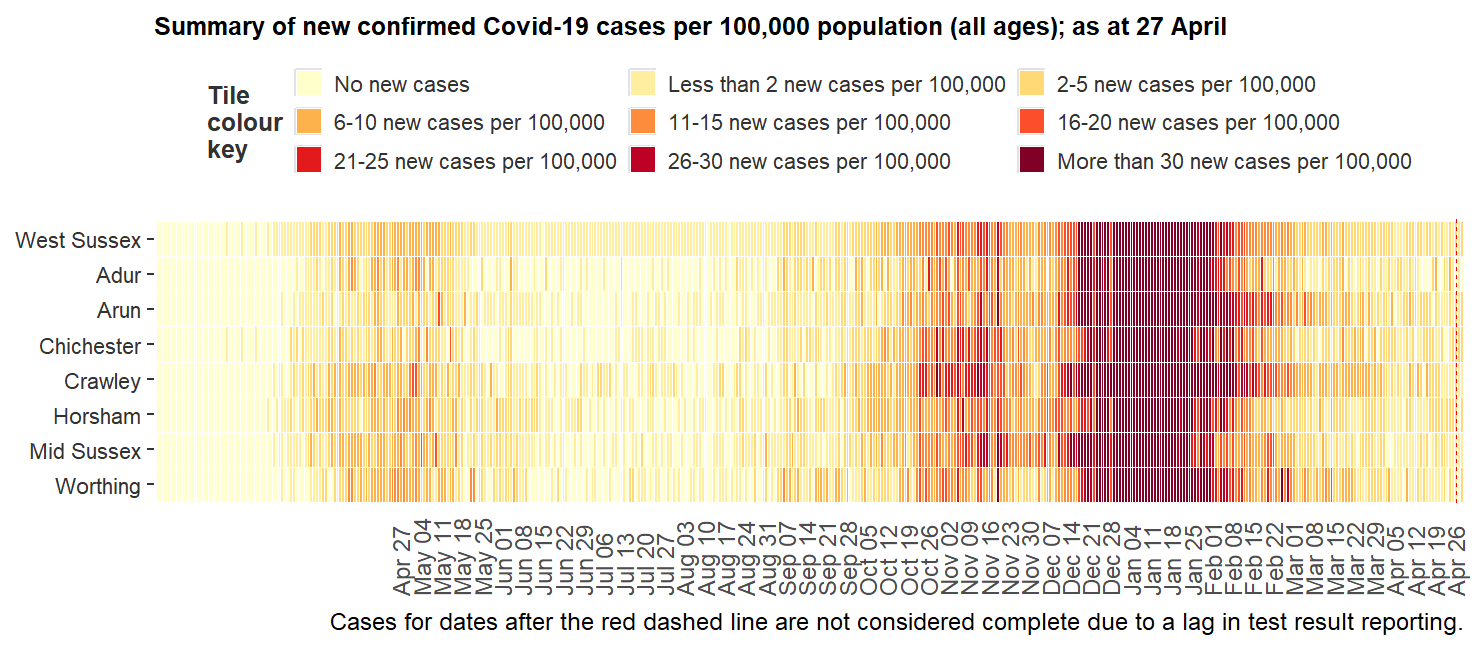 Summary of new confirmed Covid-19 cases per 100,000 population (all ages); as at 27 April
Tile
colour
key
No new cases
Less than 2 new cases per 100,000
2-5 new cases per 100,000
6-10 new cases per 100,000
11-15 new cases per 100,000
16-20 new cases per 100,000
21-25 new cases per 100,000
26-30 new cases per 100,000
More than 30 new cases per 100,000
West Sussex
Adur
Arun
Chichester
Crawley
Horsham
Mid Sussex
Worthing
Apr 27
May 04
May 11
May 18
May 25
Jun 01
Jun 08
Jun 15
Jun 22
Jun 29
Jul 06
Jul 13
Jul 20
Jul 27
Aug 03
Aug 10
Aug 17
Aug 24
Aug 31
Sep 07
Sep 14
Sep 21
Sep 28
Oct 05
Oct 12
Oct 19
Oct 26
Nov 02
Nov 09
Nov 16
Nov 23
Nov 30
Dec 07
Dec 14
Dec 21
Dec 28
Jan 04
Jan 11
Jan 18
Jan 25
Feb 01
Feb 08
Feb 15
Feb 22
Mar 01
Mar 08
Mar 15
Mar 22
Mar 29
Apr 05
Apr 12
Apr 19
Apr 26
Cases for dates after the red dashed line are not considered complete due to a lag in test result reporting.